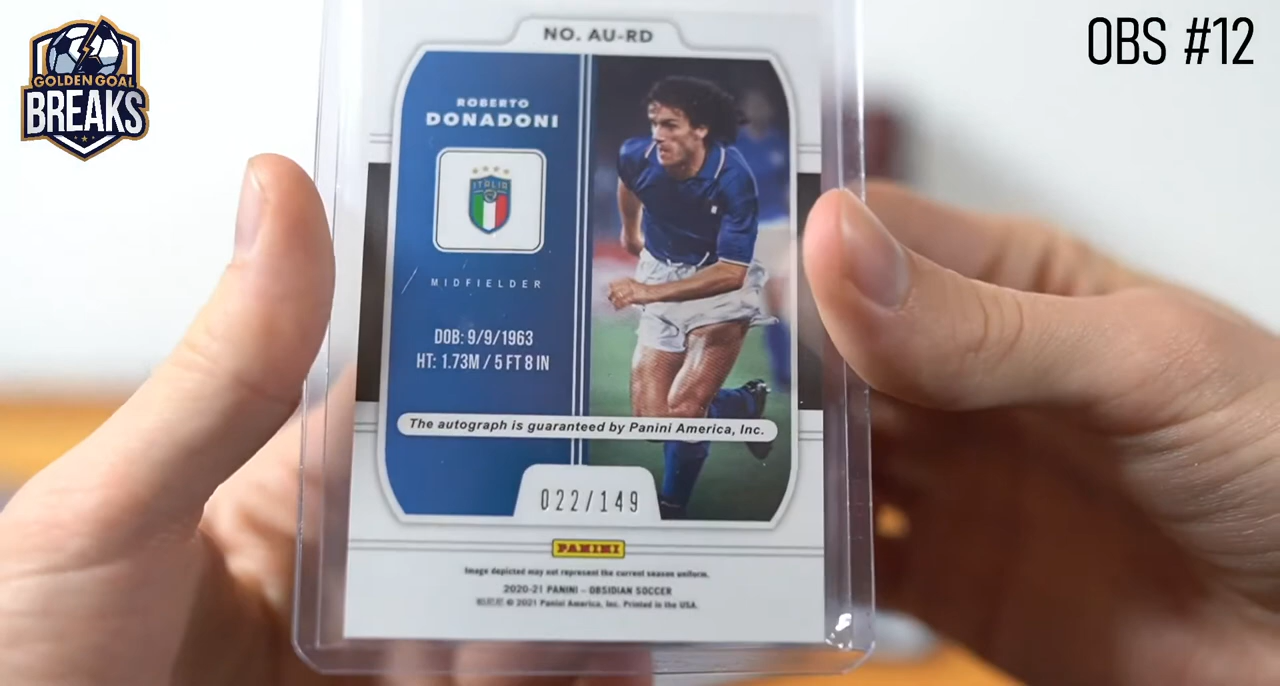 GOLDEN GOAL
BREAKS
OBS #12
NO. AU-RD
ROBERTO
DONADONI
ITALIA
MIDFIELDER
DOB: 9/9/1963
HT: 1.73M / 5 FT 8 IN
The autograph is guaranteed by Panini America, Inc.
022/149
PANINI
Image depicted may not represent the current season uniform.
2020-21 PANINI - OBSIDIAN SOCCER
© 2021 Panini America, Inc. Printed in the USA.